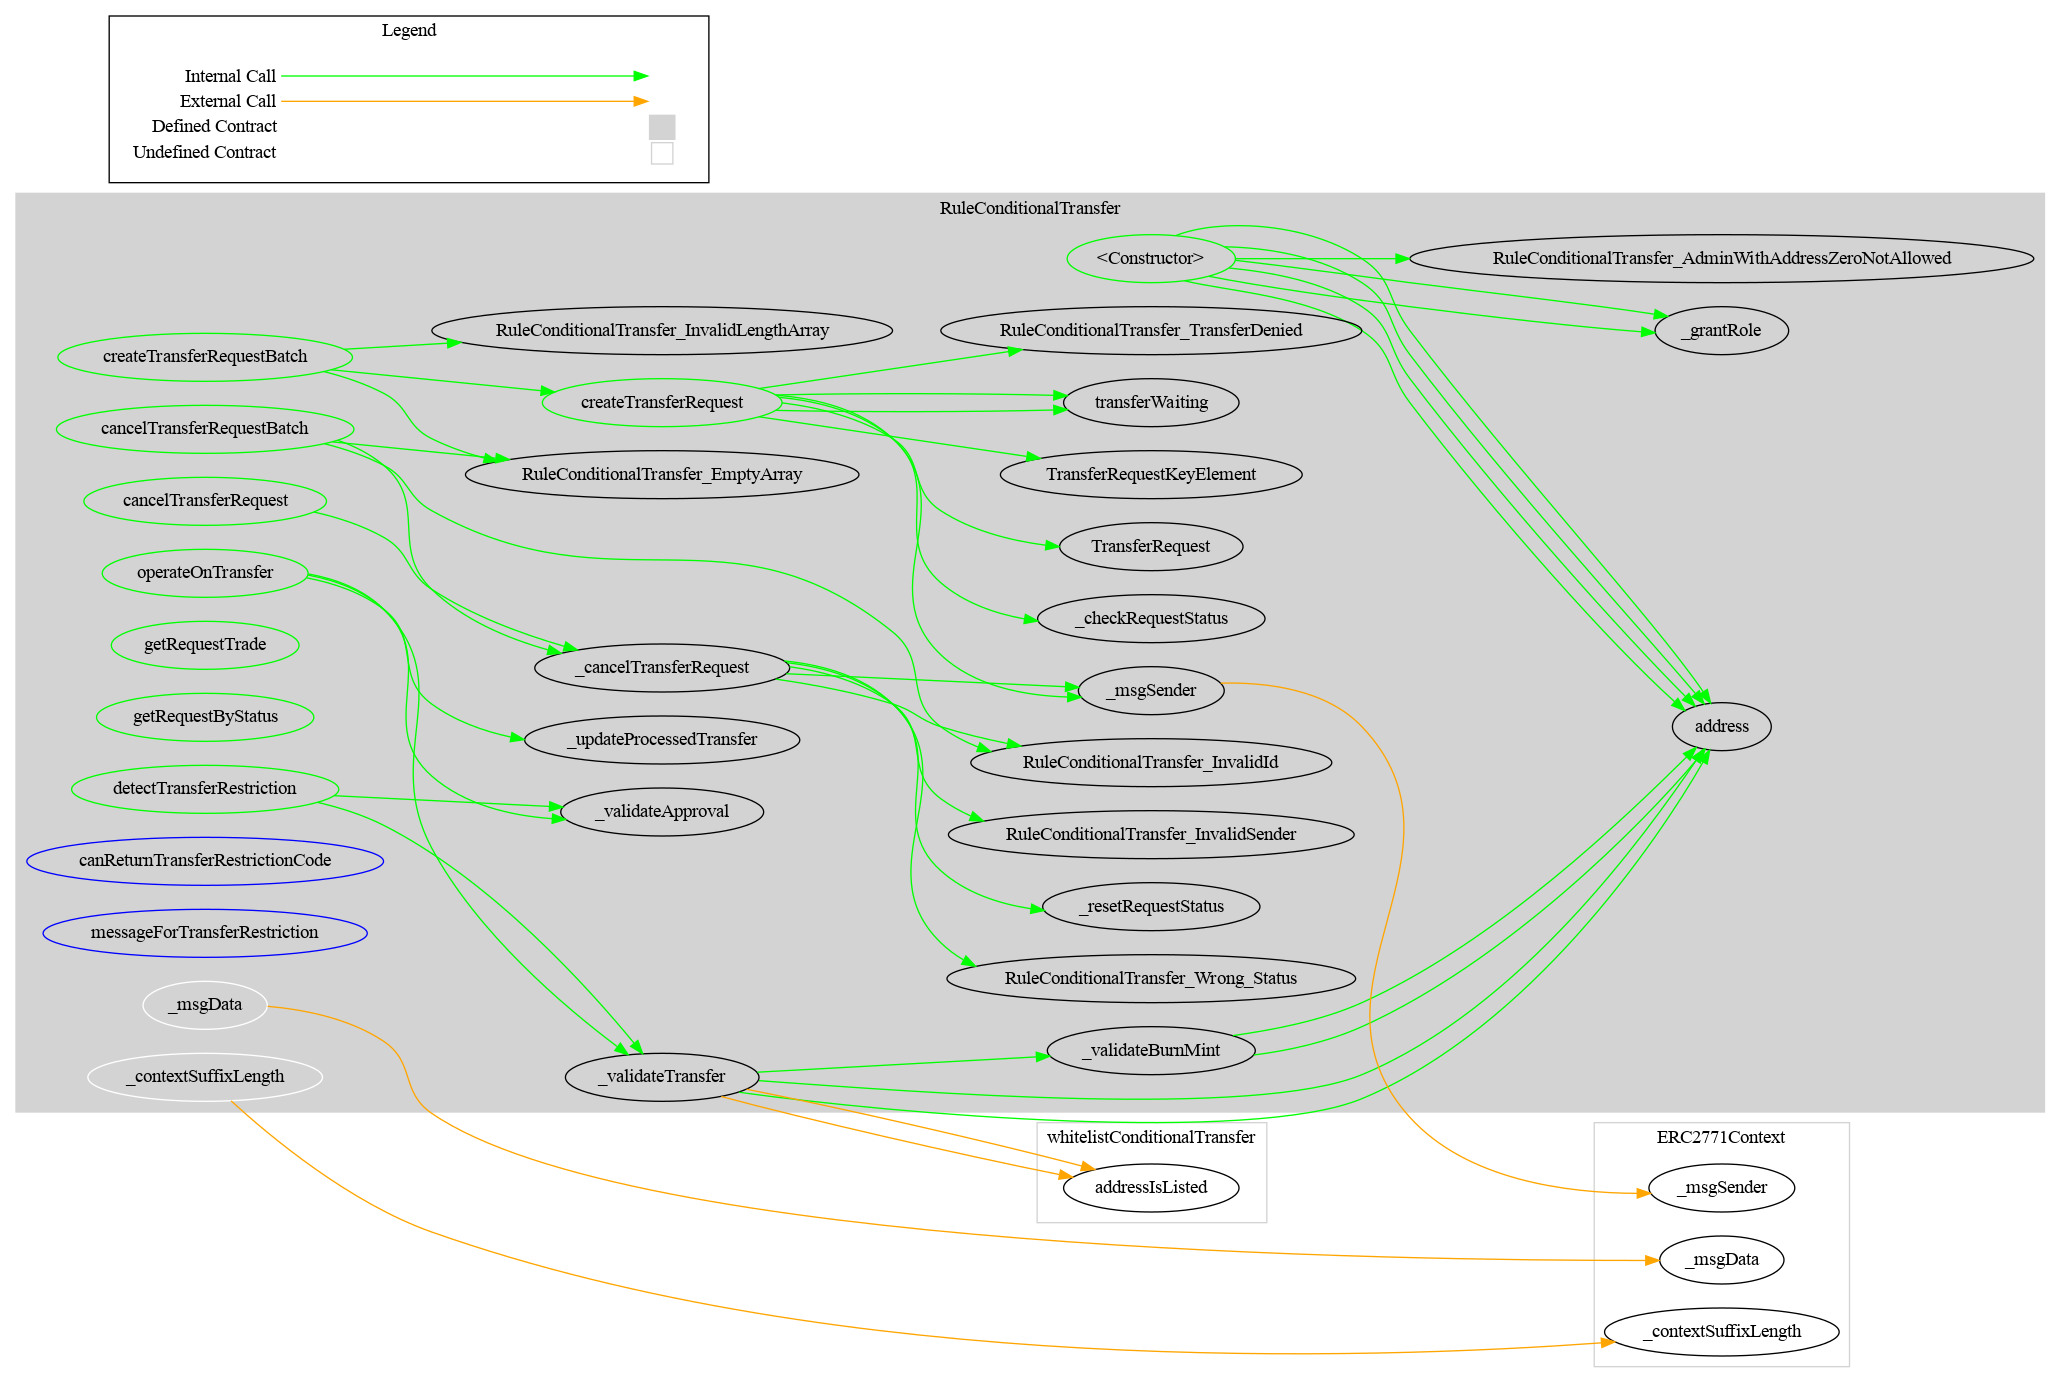 Legend
Internal Call
External Call
Defined Contract
Undefined Contract
RuleConditionalTransfer
<Constructor>
RuleConditionalTransfer_AdminWithAddressZeroNotAllowed
_grantRole
address
createTransferRequestBatch
cancelTransferRequestBatch
cancelTransferRequest
operateOnTransfer
getRequestTrade
getRequestByStatus
detectTransferRestriction
canReturnTransferRestrictionCode
messageForTransferRestriction
_msgData
_contextSuffixLength
RuleConditionalTransfer_InvalidLengthArray
createTransferRequest
RuleConditionalTransfer_EmptyArray
_cancelTransferRequest
_updateProcessedTransfer
_validateApproval
_validateTransfer
RuleConditionalTransfer_TransferDenied
transferWaiting
TransferRequestKeyElement
TransferRequest
_checkRequestStatus
_msgSender
RuleConditionalTransfer_InvalidId
RuleConditionalTransfer_InvalidSender
_resetRequestStatus
RuleConditionalTransfer_Wrong_Status
_validateBurnMint
whitelistConditionalTransfer
addressIsListed
ERC2771Context
_msgSender
_msgData
_contextSuffixLength